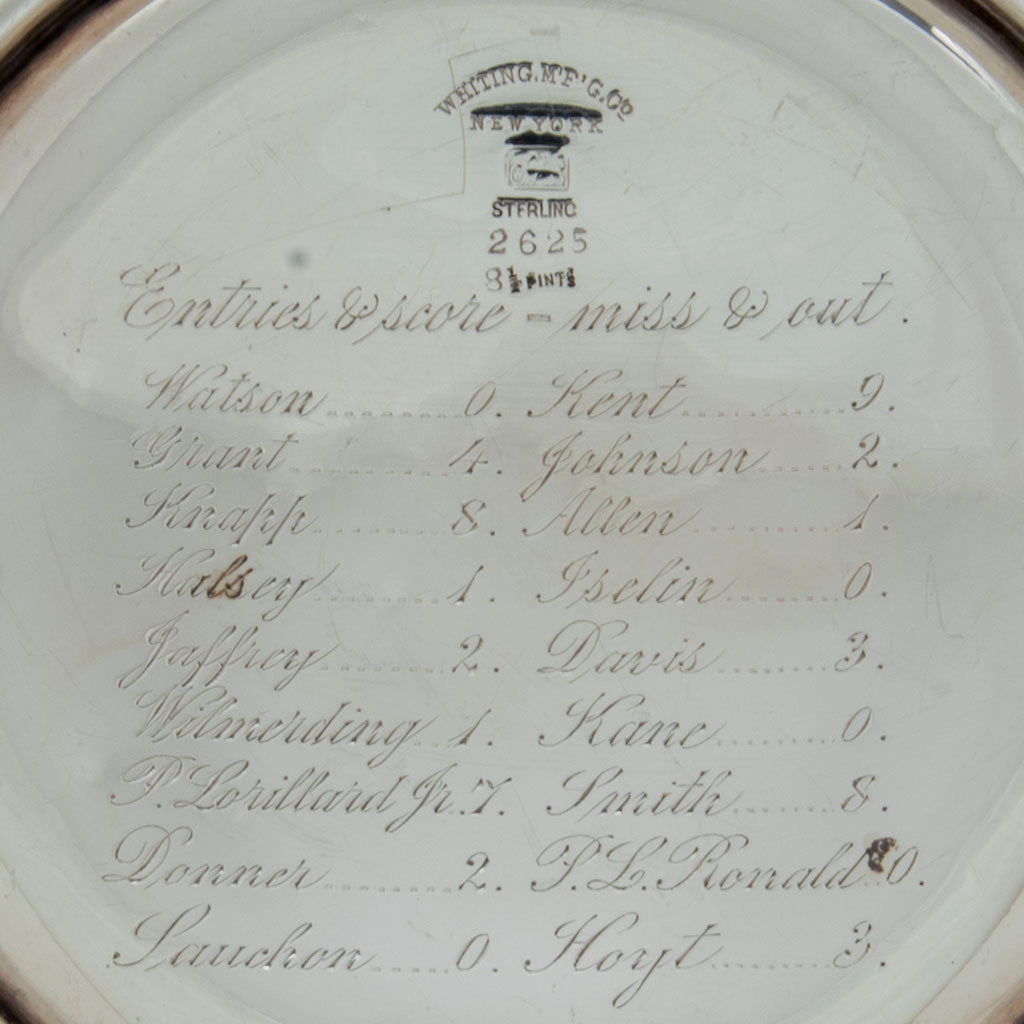 WHITING.M'F'G.Co
NEW YORK
STERLING
2625
8½ PINTS
Entries & score - miss & out.
Watson ........ 0. Kent ............. 9.
Grant .......... 4. Johnson ...... 2.
Knapp ......... 8. Allen ........... 1.
Halsey .......... 1. Iselin ......... 0.
Jaffrey ......... 2. Davis ........ 3.
Wilmerding .. 1. Kane ......... 0.
P. Lorillard Jr. 7. Smith ....... 8.
Donner ........ 2. P. L. Ronald 0.
Lauchon ..... 0. Hoyt ......... 3.